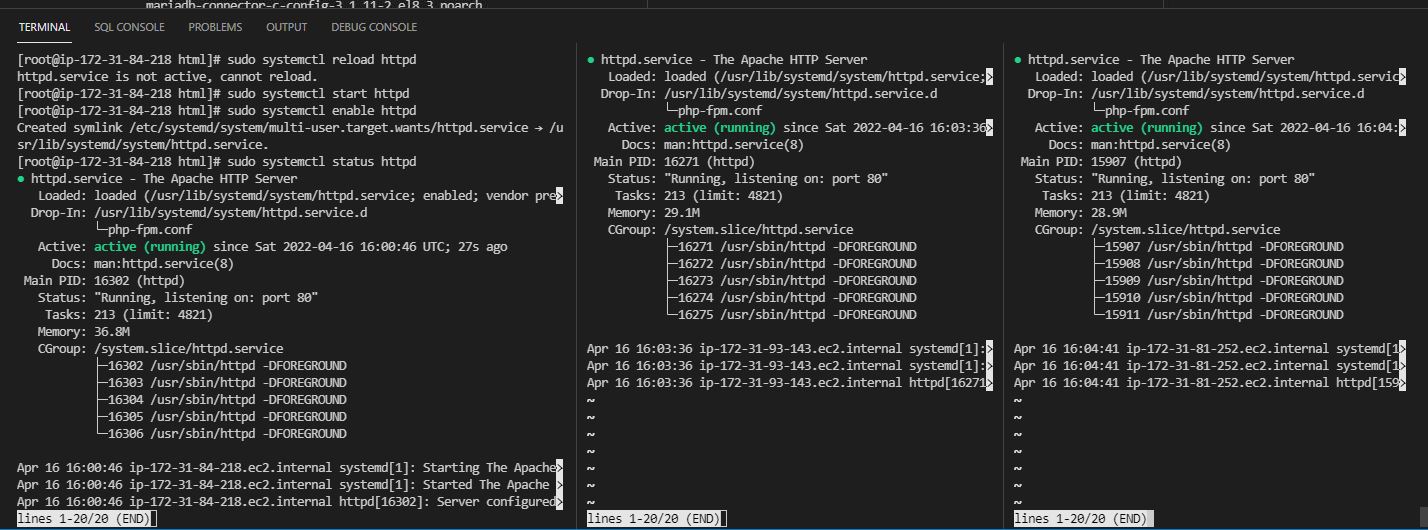 mariadb-connector-c-config-3.1.11-2.el8_3.noarch
TERMINAL SQL CONSOLE PROBLEMS OUTPUT DEBUG CONSOLE
[root@ip-172-31-84-218 html]# sudo systemctl reload httpd
httpd.service is not active, cannot reload.
[root@ip-172-31-84-218 html]# sudo systemctl start httpd
[root@ip-172-31-84-218 html]# sudo systemctl enable httpd
Created symlink /etc/systemd/system/multi-user.target.wants/httpd.service → /u
sr/lib/systemd/system/httpd.service.
[root@ip-172-31-84-218 html]# sudo systemctl status httpd
● httpd.service - The Apache HTTP Server
Loaded: loaded (/usr/lib/systemd/system/httpd.service; enabled; vendor pre>
Drop-In: /usr/lib/systemd/system/httpd.service.d
└─php-fpm.conf
Active: active (running) since Sat 2022-04-16 16:00:46 UTC; 27s ago
Docs: man:httpd.service(8)
Main PID: 16302 (httpd)
Status: "Running, listening on: port 80"
Tasks: 213 (limit: 4821)
Memory: 36.8M
CGroup: /system.slice/httpd.service
├─16302 /usr/sbin/httpd -DFOREGROUND
├─16303 /usr/sbin/httpd -DFOREGROUND
├─16304 /usr/sbin/httpd -DFOREGROUND
├─16305 /usr/sbin/httpd -DFOREGROUND
└─16306 /usr/sbin/httpd -DFOREGROUND
Apr 16 16:00:46 ip-172-31-84-218.ec2.internal systemd[1]: Starting The Apache>
Apr 16 16:00:46 ip-172-31-84-218.ec2.internal systemd[1]: Started The Apache >
Apr 16 16:00:46 ip-172-31-84-218.ec2.internal httpd[16302]: Server configured>
lines 1-20/20 (END)
● httpd.service - The Apache HTTP Server
Loaded: loaded (/usr/lib/systemd/system/httpd.service;>
Drop-In: /usr/lib/systemd/system/httpd.service.d
└─php-fpm.conf
Active: active (running) since Sat 2022-04-16 16:03:36>
Docs: man:httpd.service(8)
Main PID: 16271 (httpd)
Status: "Running, listening on: port 80"
Tasks: 213 (limit: 4821)
Memory: 29.1M
CGroup: /system.slice/httpd.service
├─16271 /usr/sbin/httpd -DFOREGROUND
├─16272 /usr/sbin/httpd -DFOREGROUND
├─16273 /usr/sbin/httpd -DFOREGROUND
├─16274 /usr/sbin/httpd -DFOREGROUND
└─16275 /usr/sbin/httpd -DFOREGROUND
Apr 16 16:03:36 ip-172-31-93-143.ec2.internal systemd[1]:>
Apr 16 16:03:36 ip-172-31-93-143.ec2.internal systemd[1]:>
Apr 16 16:03:36 ip-172-31-93-143.ec2.internal httpd[16271>
~
~
~
~
~
~
~
lines 1-20/20 (END)
● httpd.service - The Apache HTTP Server
Loaded: loaded (/usr/lib/systemd/system/httpd.servic>
Drop-In: /usr/lib/systemd/system/httpd.service.d
└─php-fpm.conf
Active: active (running) since Sat 2022-04-16 16:04:>
Docs: man:httpd.service(8)
Main PID: 15907 (httpd)
Status: "Running, listening on: port 80"
Tasks: 213 (limit: 4821)
Memory: 28.9M
CGroup: /system.slice/httpd.service
├─15907 /usr/sbin/httpd -DFOREGROUND
├─15908 /usr/sbin/httpd -DFOREGROUND
├─15909 /usr/sbin/httpd -DFOREGROUND
├─15910 /usr/sbin/httpd -DFOREGROUND
└─15911 /usr/sbin/httpd -DFOREGROUND
Apr 16 16:04:41 ip-172-31-81-252.ec2.internal systemd[1>
Apr 16 16:04:41 ip-172-31-81-252.ec2.internal systemd[1>
Apr 16 16:04:41 ip-172-31-81-252.ec2.internal httpd[159>
~
~
~
~
~
~
~
lines 1-20/20 (END)